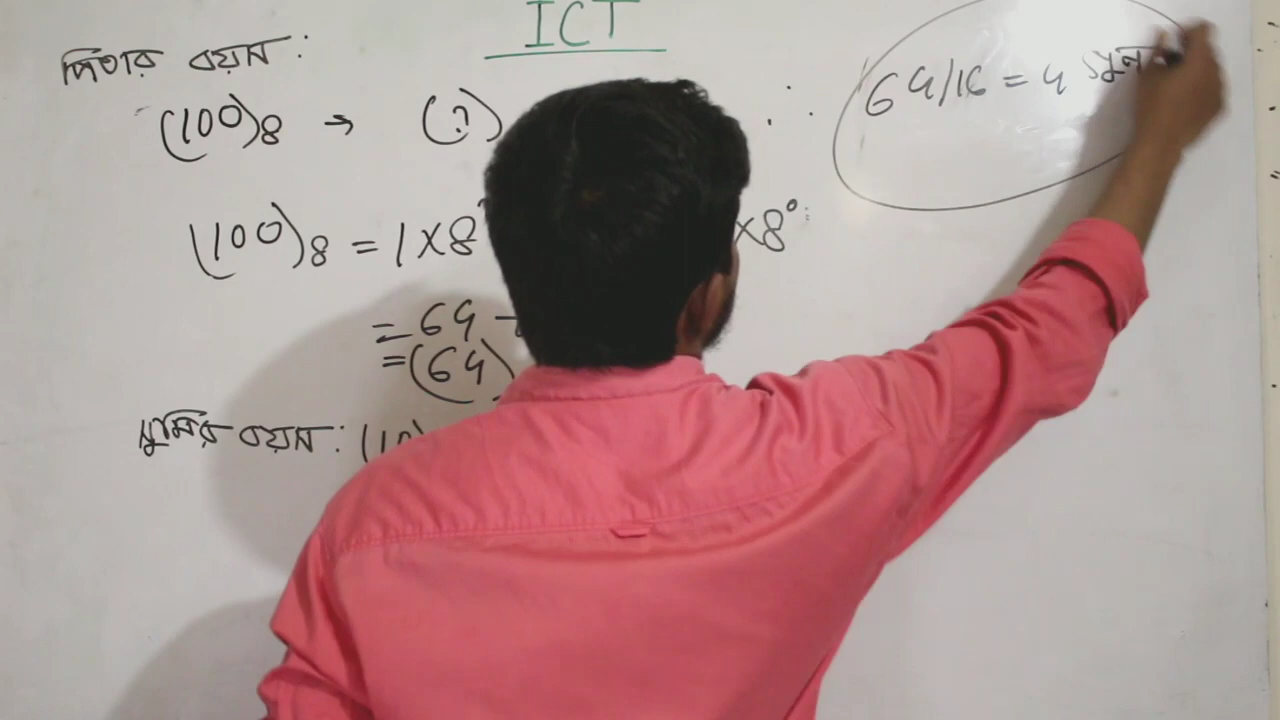 ICT
পিতার বয়স :
(100)8 → (?)
∴ 64/16 = 4 গুন
(100)8 = 1×8 ×8°
= 64
= (64)
সুমির বয়স : (10)